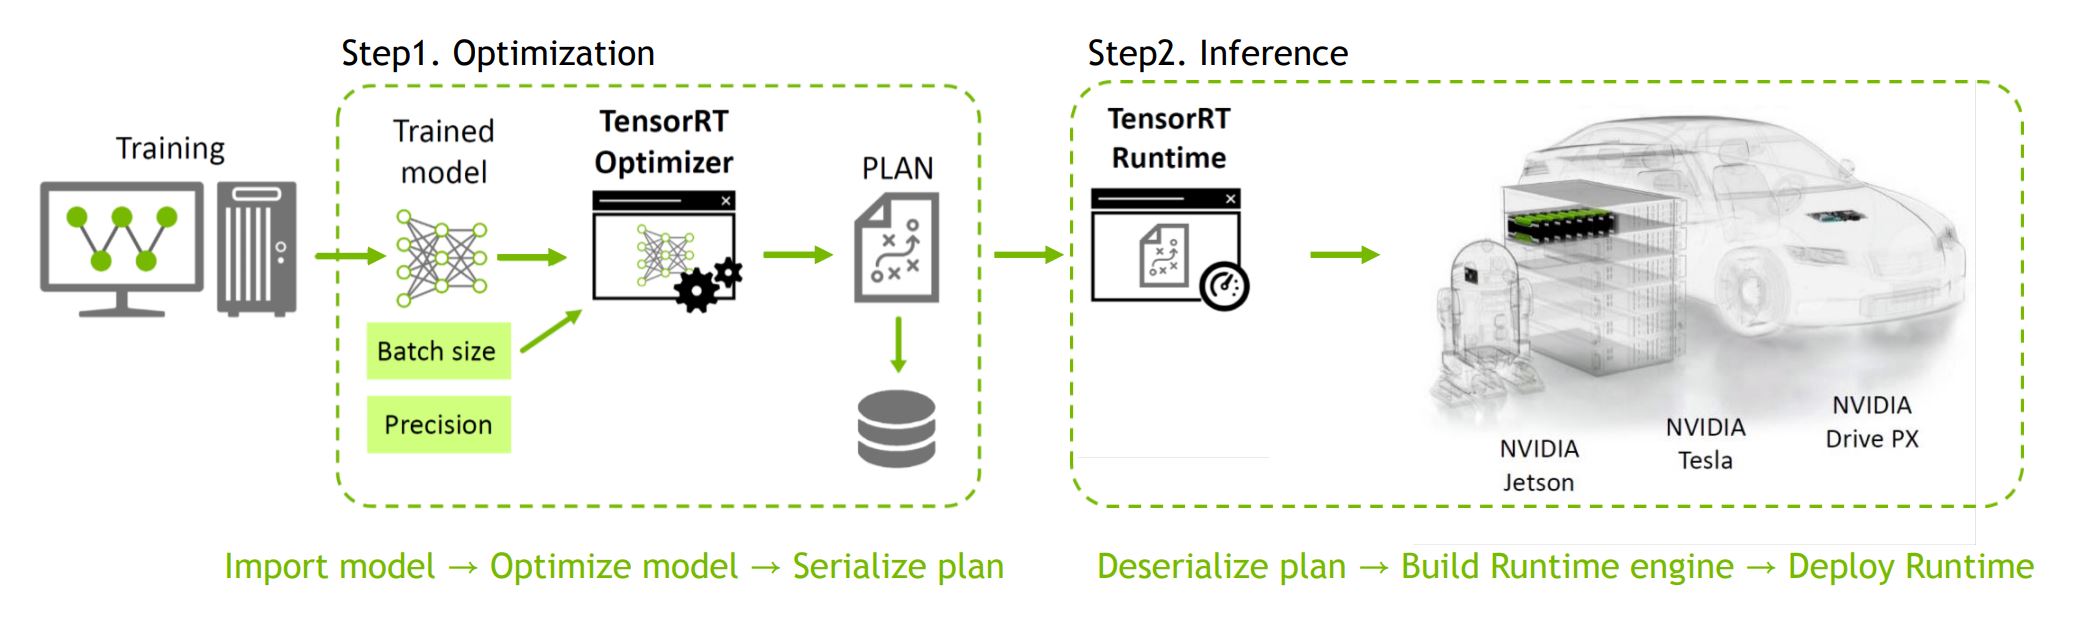 Step1. Optimization
Step2. Inference
Training
Trained
model
TensorRT
Optimizer
PLAN
Batch size
Precision
TensorRT
Runtime
NVIDIA
Jetson
NVIDIA
Tesla
NVIDIA
Drive PX
Import model → Optimize model → Serialize plan
Deserialize plan → Build Runtime engine → Deploy Runtime